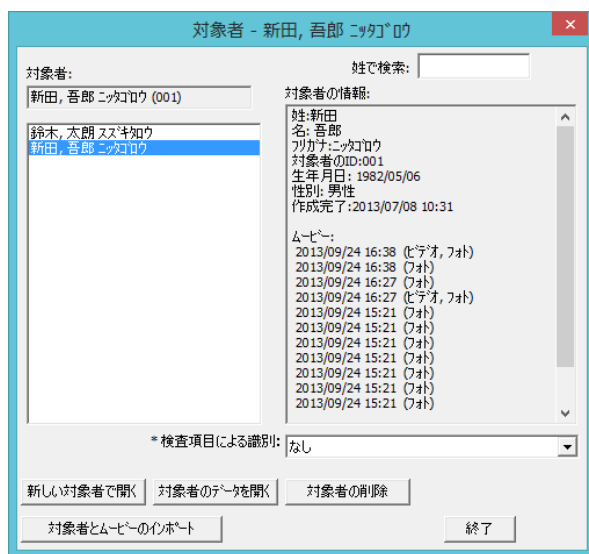 対象者 - 新田, 吾郎 ﾆｯﾀｺﾞﾛｳ
×
姓で検索:
対象者:
新田, 吾郎 ﾆｯﾀｺﾞﾛｳ (001)
鈴木, 太朗 ｽｽﾞｷﾀﾛｳ
新田, 吾郎 ﾆｯﾀｺﾞﾛｳ
対象者の情報:
姓:新田
名: 吾郎
ﾌﾘｶﾞﾅ:ﾆｯﾀｺﾞﾛｳ
対象者のID:001
生年月日: 1982/05/06
性別: 男性
作成完了:2013/07/08 10:31
ﾑｰﾋﾞｰ:
2013/09/24 16:38 (ﾋﾞﾃﾞｵ, ﾌｫﾄ)
2013/09/24 16:38 (ﾌｫﾄ)
2013/09/24 16:27 (ﾌｫﾄ)
2013/09/24 16:27 (ﾋﾞﾃﾞｵ, ﾌｫﾄ)
2013/09/24 15:21 (ﾌｫﾄ)
2013/09/24 15:21 (ﾌｫﾄ)
2013/09/24 15:21 (ﾌｫﾄ)
2013/09/24 15:21 (ﾌｫﾄ)
2013/09/24 15:21 (ﾌｫﾄ)
2013/09/24 15:21 (ﾌｫﾄ)
2013/09/24 15:21 (ﾌｫﾄ)
2013/09/24 15:21 (ﾌｫﾄ)
* 検査項目による識別: なし
新しい対象者で開く 対象者のﾃﾞｰﾀを開く 対象者の削除
対象者とﾑｰﾋﾞｰのｲﾝﾎﾟｰﾄ 終了